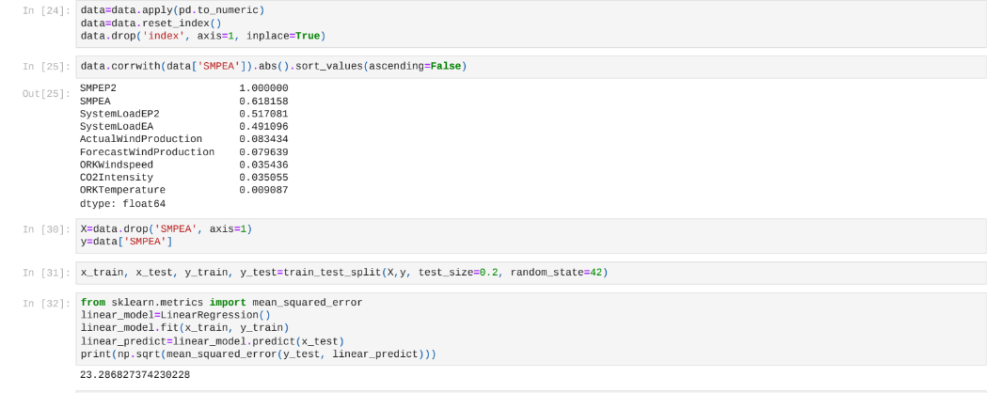 In [24]: data=data.apply(pd.to_numeric)
data=data.reset_index()
data.drop('index', axis=1, inplace=True)
In [25]: data.corrwith(data['SMPEA']).abs().sort_values(ascending=False)
Out[25]: SMPEP2 1.000000
SMPEA 0.618158
SystemLoadEP2 0.517081
SystemLoadEA 0.491096
ActualWindProduction 0.083434
ForecastWindProduction 0.079639
ORKWindspeed 0.035436
CO2Intensity 0.035055
ORKTemperature 0.009087
dtype: float64
In [30]: X=data.drop('SMPEA', axis=1)
y=data['SMPEA']
In [31]: x_train, x_test, y_train, y_test=train_test_split(X,y, test_size=0.2, random_state=42)
In [32]: from sklearn.metrics import mean_squared_error
linear_model=LinearRegression()
linear_model.fit(x_train, y_train)
linear_predict=linear_model.predict(x_test)
print(np.sqrt(mean_squared_error(y_test, linear_predict)))
23.286827374230228